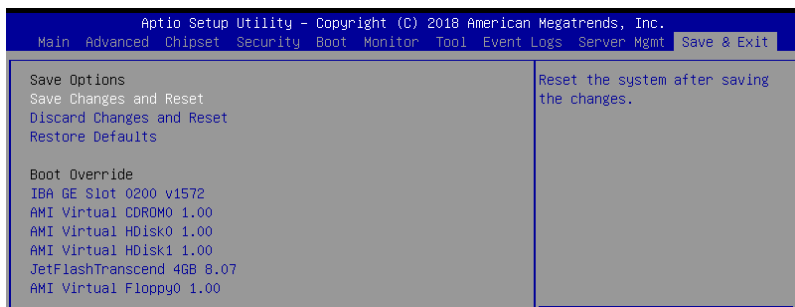 Aptio Setup Utility – Copyright (C) 2018 American Megatrends, Inc.
Main Advanced Chipset Security Boot Monitor Tool Event Logs Server Mgmt Save & Exit
Save Options
Save Changes and Reset
Discard Changes and Reset
Restore Defaults
Boot Override
IBA GE Slot 0200 v1572
AMI Virtual CDROM0 1.00
AMI Virtual HDisk0 1.00
AMI Virtual HDisk1 1.00
JetFlashTranscend 4GB 8.07
AMI Virtual Floppy0 1.00
Reset the system after saving
the changes.